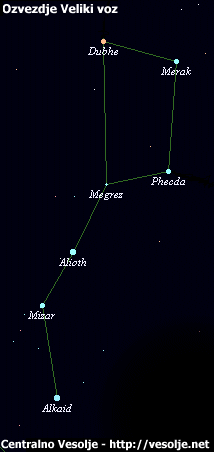 Ozvezdje Veliki voz
Dubhe
Merak
Phecda
Megrez
Alioth
Mizar
Alkaid
Centralno Vesolje - http://vesolje.net